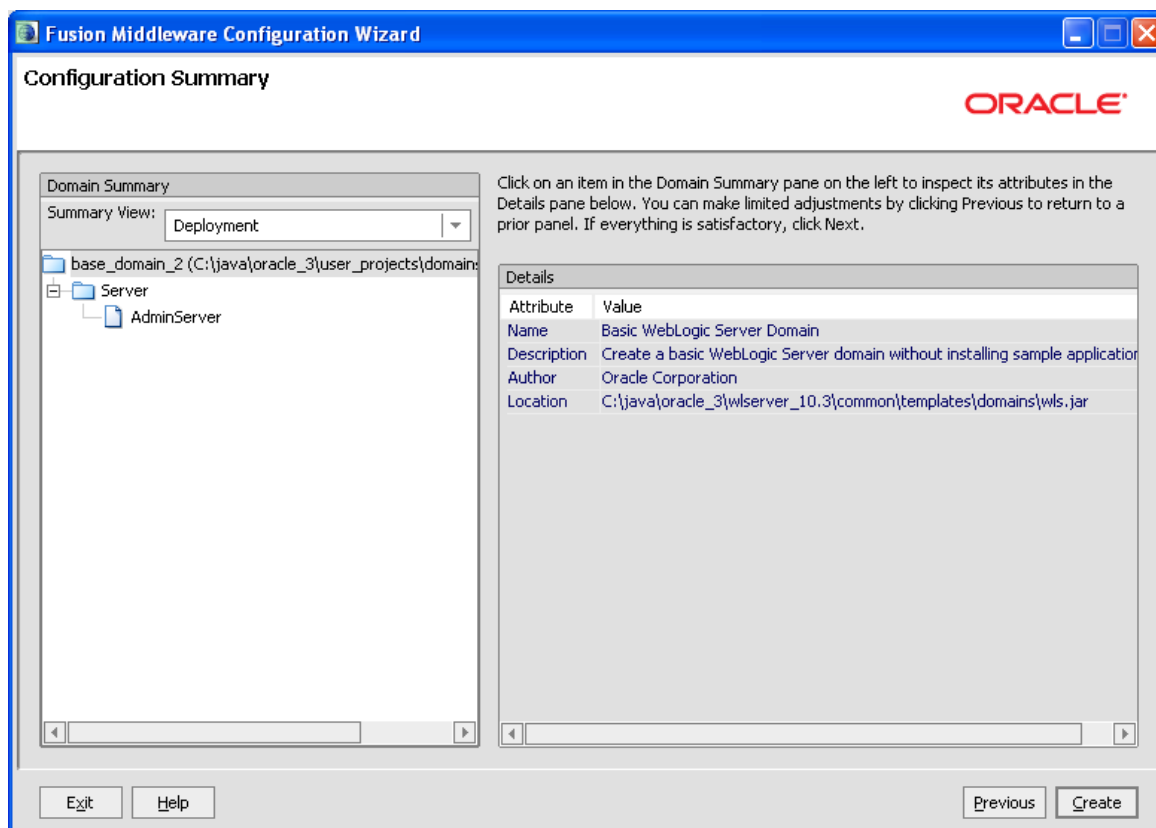 Fusion Middleware Configuration Wizard
Configuration Summary
ORACLE
Domain Summary
Summary View:
Deployment
base_domain_2 (C:\java\oracle_3\user_projects\domain
Server
AdminServer
Click on an item in the Domain Summary pane on the left to inspect its attributes in the
Details pane below. You can make limited adjustments by clicking Previous to return to a
prior panel. If everything is satisfactory, click Next.
Details
Attribute Value
Name Basic WebLogic Server Domain
Description Create a basic WebLogic Server domain without installing sample application
Author Oracle Corporation
Location C:\java\oracle_3\wlserver_10.3\common\templates\domains\wls.jar
Exit Help Previous Create